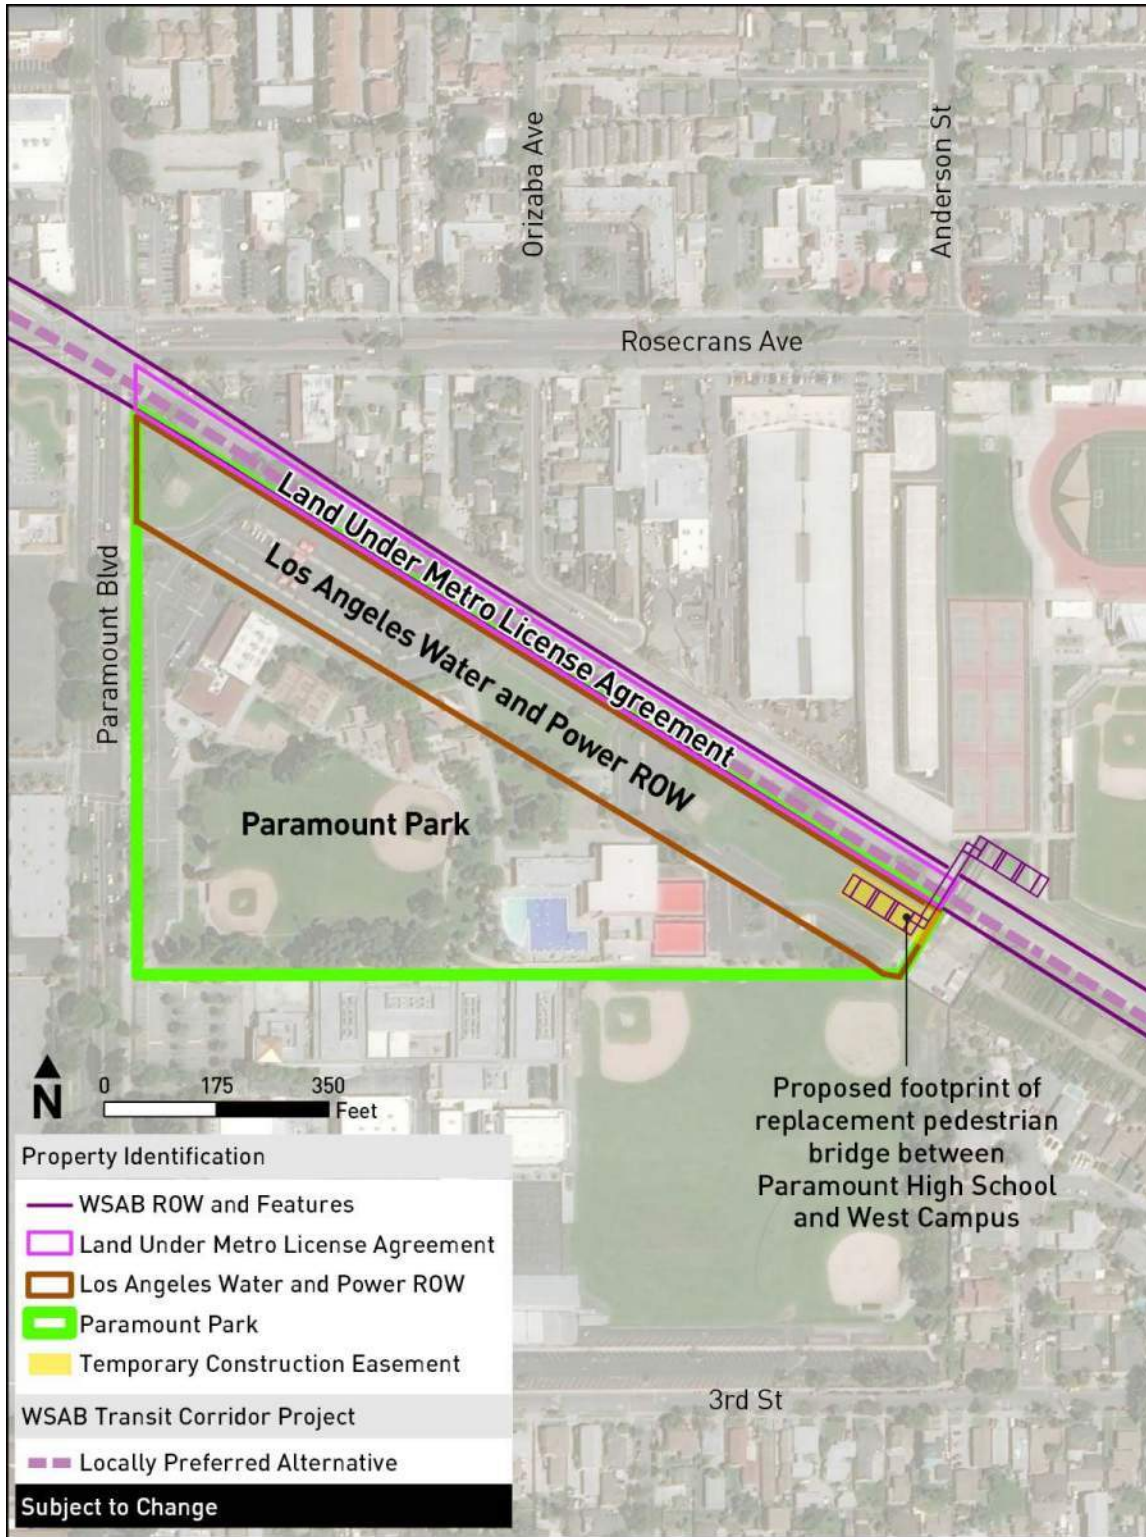 Orizaba Ave
Anderson St
Rosecrans Ave
Paramount Blvd
Land Under Metro License Agreement
Los Angeles Water and Power ROW
Paramount Park
N
0 175 350
Feet
Proposed footprint of
replacement pedestrian
bridge between
Paramount High School
and West Campus
3rd St
Property Identification
WSAB ROW and Features
Land Under Metro License Agreement
Los Angeles Water and Power ROW
Paramount Park
Temporary Construction Easement
WSAB Transit Corridor Project
Locally Preferred Alternative
Subject to Change